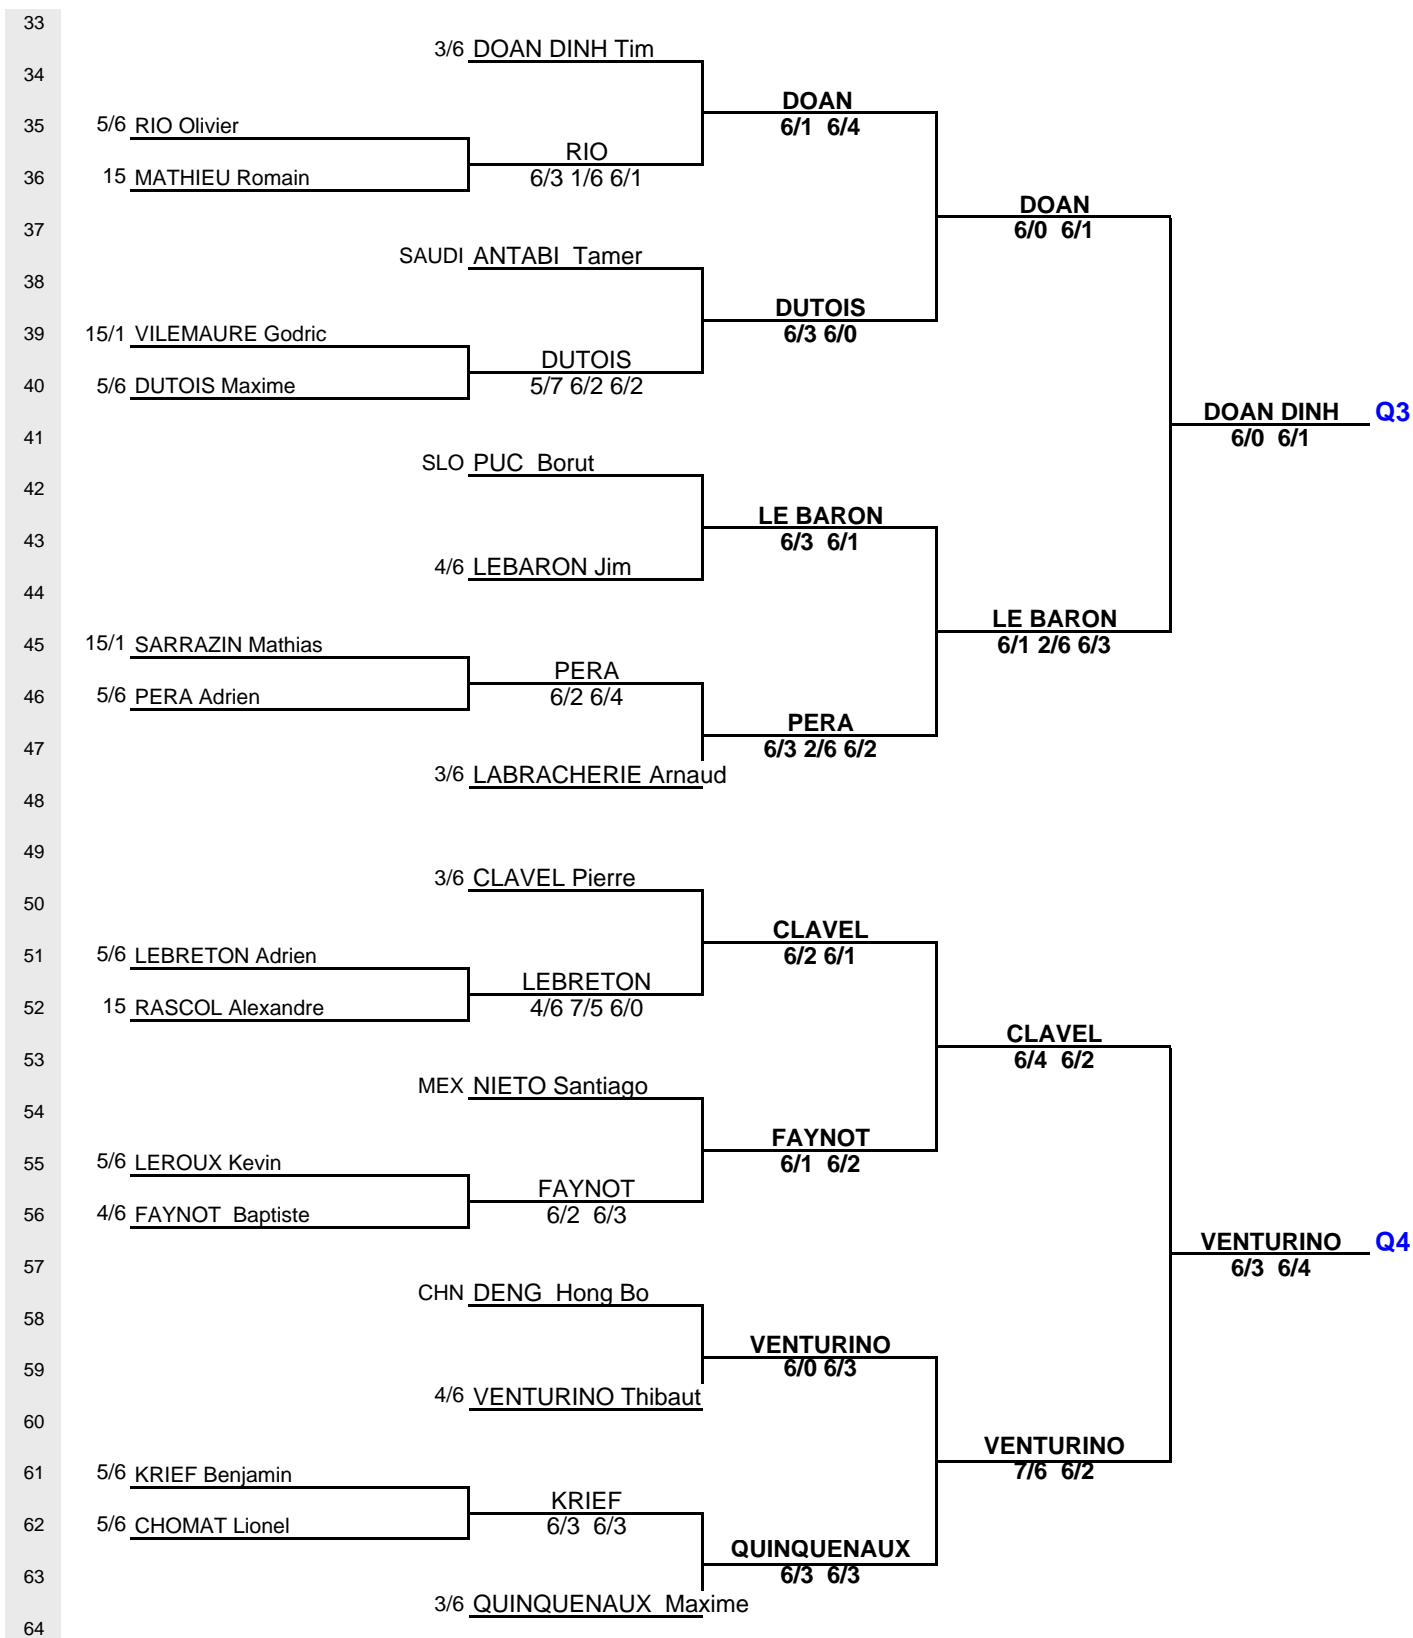 33
3/6 DOAN DINH Tim
34
DOAN
35 5/6 RIO Olivier 6/1 6/4
RIO
36 15 MATHIEU Romain 6/3 1/6 6/1
DOAN
37 6/0 6/1
SAUDI ANTABI Tamer
38
DUTOIS
39 15/1 VILEMAURE Godric 6/3 6/0
DUTOIS
40 5/6 DUTOIS Maxime 5/7 6/2 6/2
DOAN DINH Q3
41 6/0 6/1
SLO PUC Borut
42
LE BARON
43 6/3 6/1
4/6 LEBARON Jim
44
LE BARON
45 15/1 SARRAZIN Mathias 6/1 2/6 6/3
PERA
46 5/6 PERA Adrien 6/2 6/4
PERA
47 6/3 2/6 6/2
3/6 LABRACHERIE Arnaud
48
49
3/6 CLAVEL Pierre
50
CLAVEL
51 5/6 LEBRETON Adrien 6/2 6/1
LEBRETON
52 15 RASCOL Alexandre 4/6 7/5 6/0
CLAVEL
53 6/4 6/2
MEX NIETO Santiago
54
FAYNOT
55 5/6 LEROUX Kevin 6/1 6/2
FAYNOT
56 4/6 FAYNOT Baptiste 6/2 6/3
VENTURINO Q4
57 6/3 6/4
CHN DENG Hong Bo
58
VENTURINO
59 6/0 6/3
4/6 VENTURINO Thibaut
60
VENTURINO
61 5/6 KRIEF Benjamin 7/6 6/2
KRIEF
62 5/6 CHOMAT Lionel 6/3 6/3
QUINQUENAUX
63 6/3 6/3
3/6 QUINQUENAUX Maxime
64